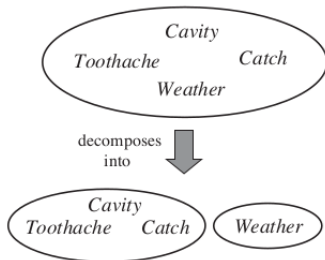 Cavity
Toothache Catch
Weather
decomposes
into
Cavity
Toothache Catch Weather